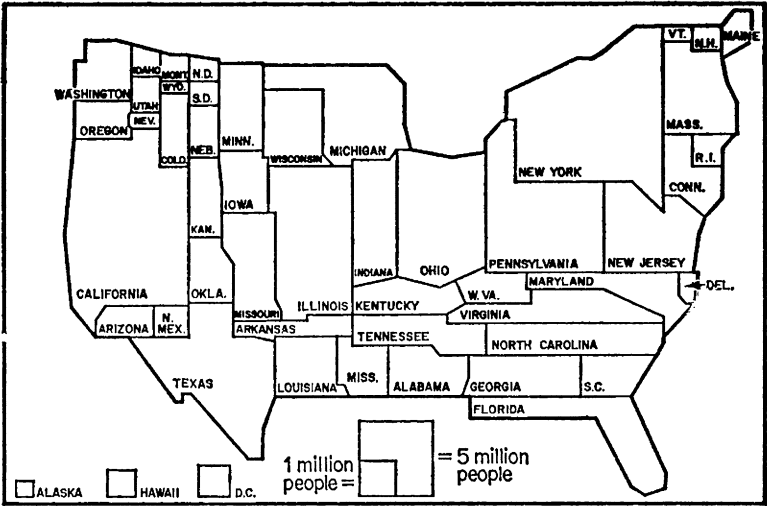 VT.
N.H.
MAINE
IDAHO
MONT.
N.D.
WASHINGTON
WYO.
S.D.
UTAH
NEV.
OREGON
MINN.
MASS.
COLO.
NEB.
WISCONSIN
MICHIGAN
R.I.
NEW YORK
CONN.
IOWA
KAN.
INDIANA
OHIO
PENNSYLVANIA
NEW JERSEY
MARYLAND
DEL.
CALIFORNIA
OKLA.
W. VA.
MISSOURI
ILLINOIS
KENTUCKY
VIRGINIA
ARIZONA
N.
MEX.
ARKANSAS
TENNESSEE
NORTH CAROLINA
TEXAS
LOUISIANA
MISS.
ALABAMA
GEORGIA
S.C.
FLORIDA
1 million
people =
= 5 million
people
ALASKA
HAWAII
D.C.